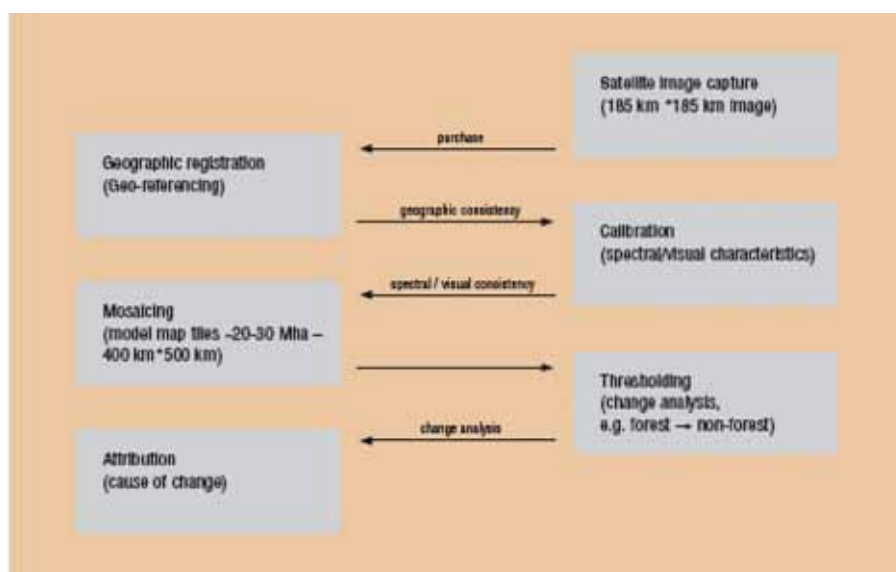 Satellite image capture
(185 km *185 km image)
purchase
Geographic registration
(Geo-referencing)
geographic consistency
Calibration
(spectral/visual characteristics)
spectral / visual consistency
Mosaicing
(model map tiles ~20-30 Mha –
400 km*500 km)
Thresholding
(change analysis,
e.g. forest → non-forest)
change analysis
Attribution
(cause of change)